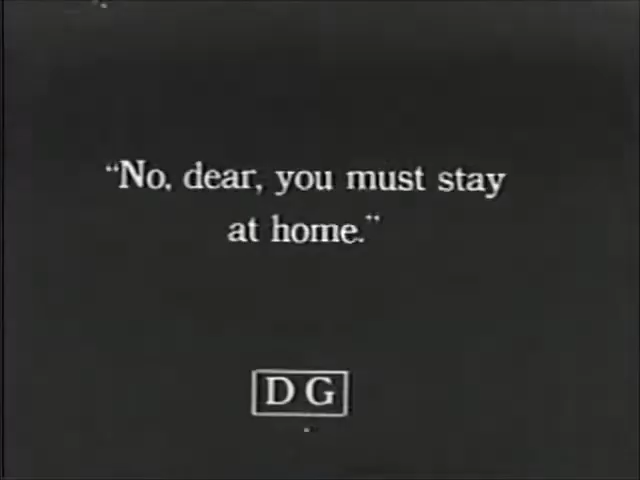 “No, dear, you must stay
at home.”
DG